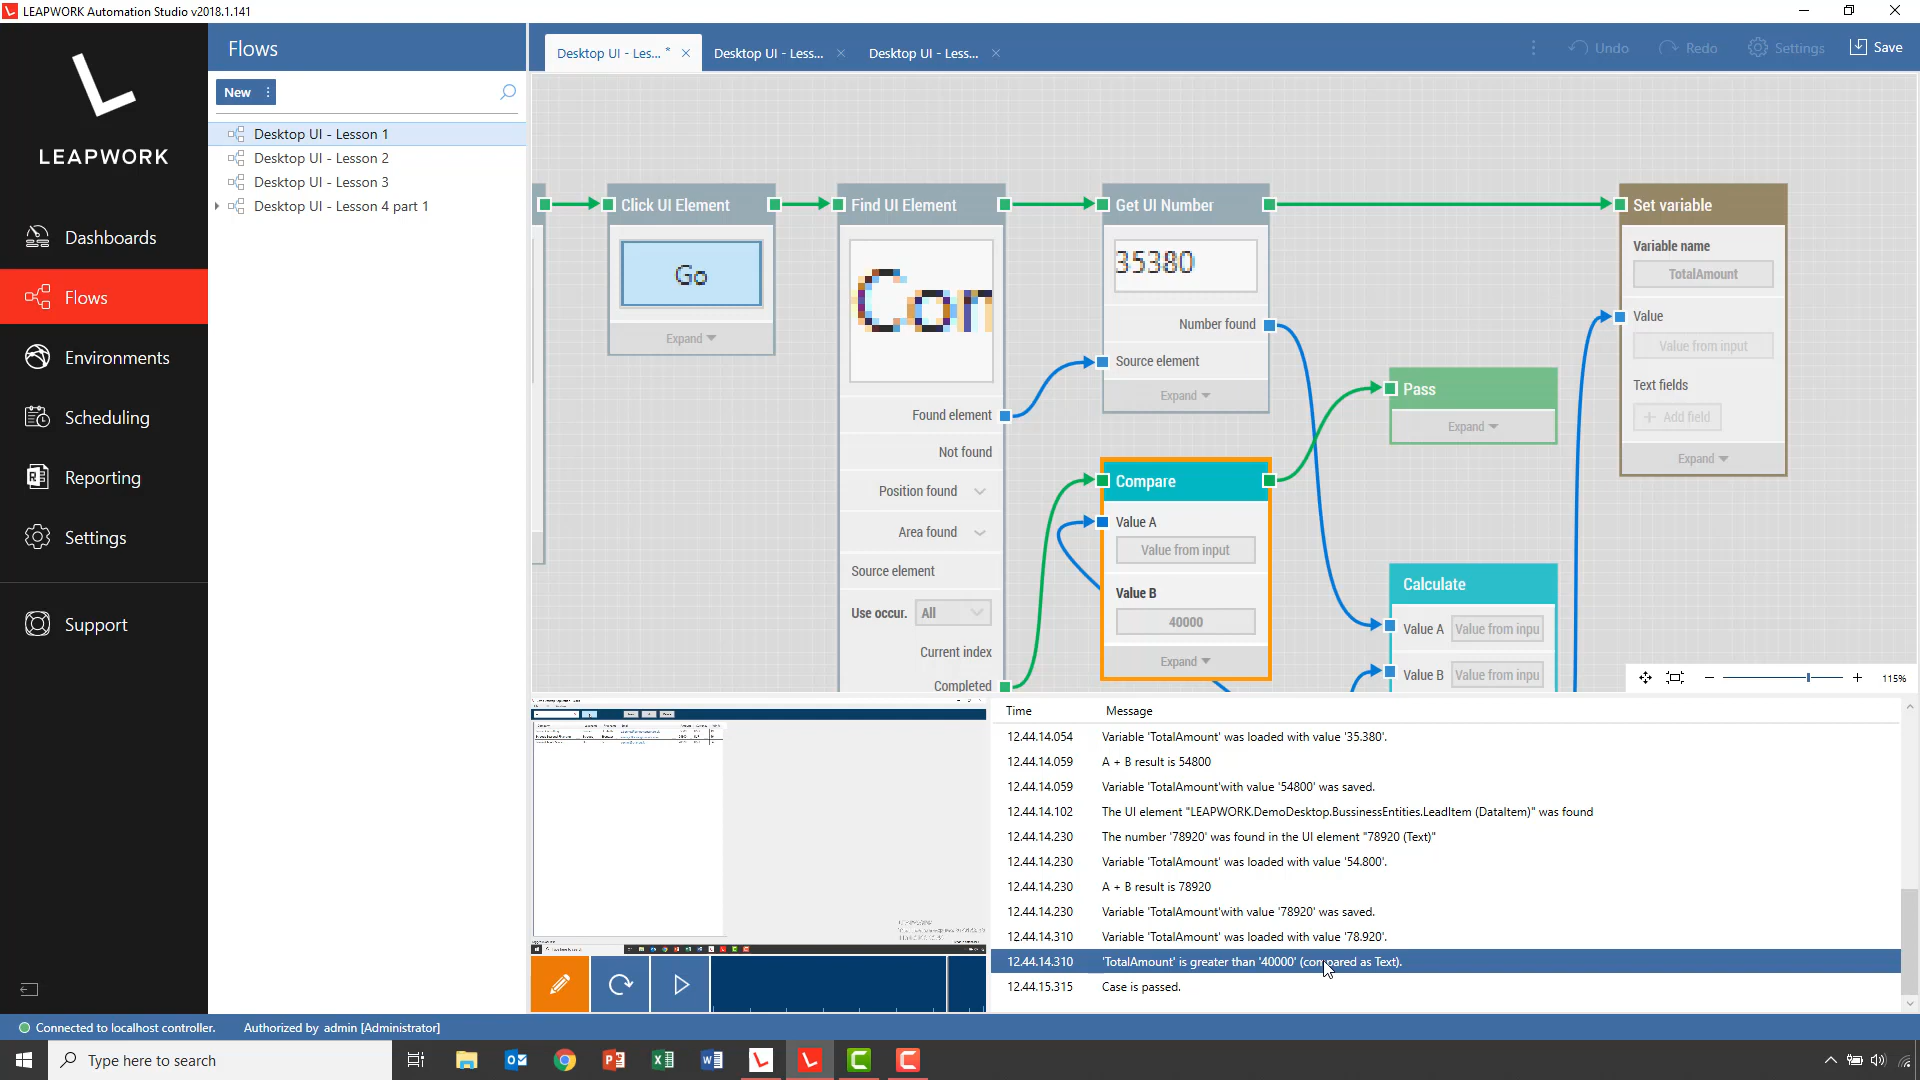 LEAPWORK Automation Studio v2018.1.141
LEAPWORK
Dashboards
Flows
Environments
Scheduling
Reporting
Settings
Support
Flows
New
Desktop UI - Lesson 1
Desktop UI - Lesson 2
Desktop UI - Lesson 3
Desktop UI - Lesson 4 part 1
Desktop UI - Les... *
Desktop UI - Less...
Desktop UI - Less...
Undo
Redo
Settings
Save
Click UI Element
Go
Expand
Find UI Element
Com
Found element
Not found
Position found
Area found
Source element
Use occur. All
Current index
Completed
Get UI Number
35380
Number found
Source element
Expand
Compare
Value A
Value from input
Value B
40000
Expand
Pass
Expand
Calculate
Value A Value from inpu
Value B Value from inpu
Set variable
Variable name
TotalAmount
Value
Value from input
Text fields
+ Add field
Expand
115%
Time Message
12.44.14.054 Variable 'TotalAmount' was loaded with value '35.380'.
12.44.14.059 A + B result is 54800
12.44.14.059 Variable 'TotalAmount'with value '54800' was saved.
12.44.14.102 The UI element "LEAPWORK.DemoDesktop.BussinessEntities.LeadItem (DataItem)" was found
12.44.14.230 The number '78920' was found in the UI element "78920 (Text)"
12.44.14.230 Variable 'TotalAmount' was loaded with value '54.800'.
12.44.14.230 A + B result is 78920
12.44.14.230 Variable 'TotalAmount'with value '78920' was saved.
12.44.14.310 Variable 'TotalAmount' was loaded with value '78.920'.
12.44.14.310 'TotalAmount' is greater than '40000' (compared as Text).
12.44.15.315 Case is passed.
Connected to localhost controller. Authorized by admin [Administrator]
Type here to search